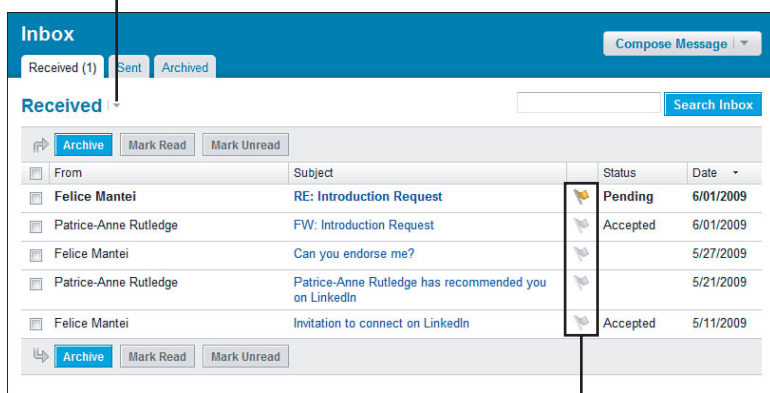 Inbox
Compose Message
Received (1) Sent Archived
Received
Search Inbox
Archive Mark Read Mark Unread
From Subject Status Date
Felice Mantei RE: Introduction Request Pending 6/01/2009
Patrice-Anne Rutledge FW: Introduction Request Accepted 6/01/2009
Felice Mantei Can you endorse me? 5/27/2009
Patrice-Anne Rutledge Patrice-Anne Rutledge has recommended you 5/21/2009
on LinkedIn
Felice Mantei Invitation to connect on LinkedIn Accepted 5/11/2009
Archive Mark Read Mark Unread